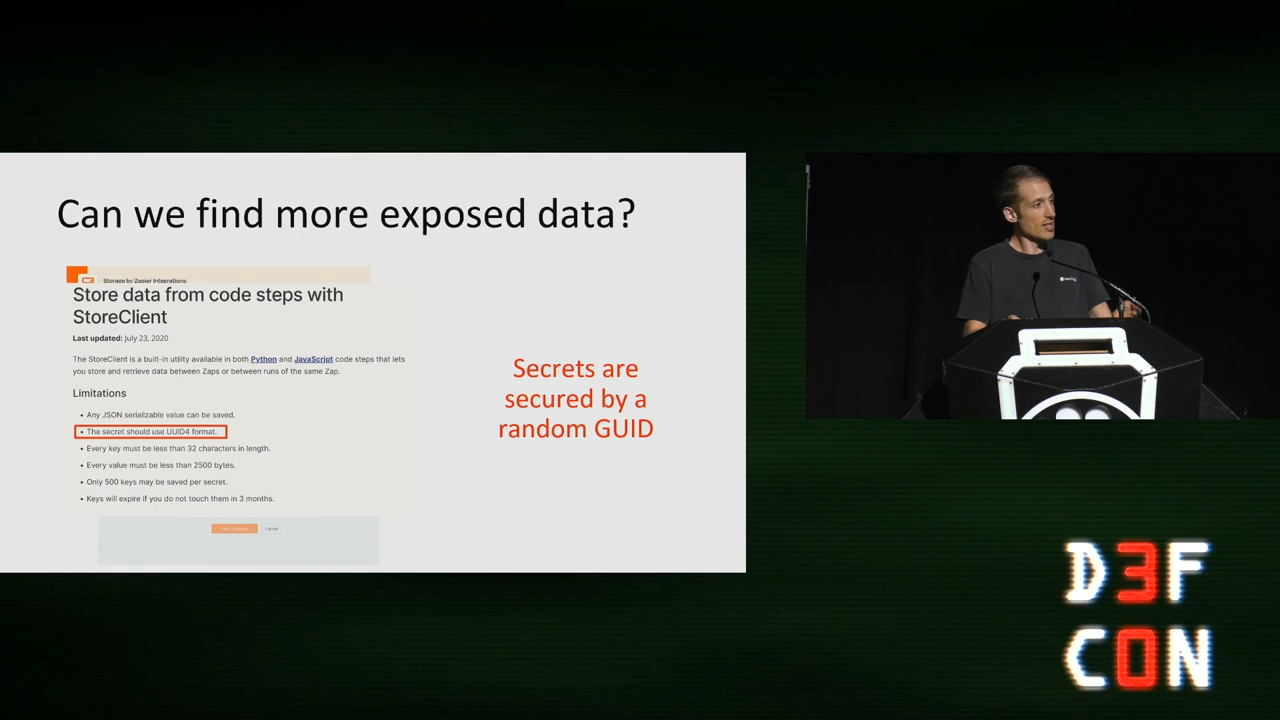 Can we find more exposed data?
Storage by Zapier Integrations
Store data from code steps with
StoreClient
Last updated: July 23, 2020
The StoreClient is a built-in utility available in both Python and JavaScript code steps that lets
you store and retrieve data between Zaps or between runs of the same Zap.
Limitations
• Any JSON serializable value can be saved.
• The secret should use UUID4 format.
• Every key must be less than 32 characters in length.
• Every value must be less than 2500 bytes.
• Only 500 keys may be saved per secret.
• Keys will expire if you do not touch them in 3 months.
Cancel
Secrets are
secured by a
random GUID
D3F
C0N